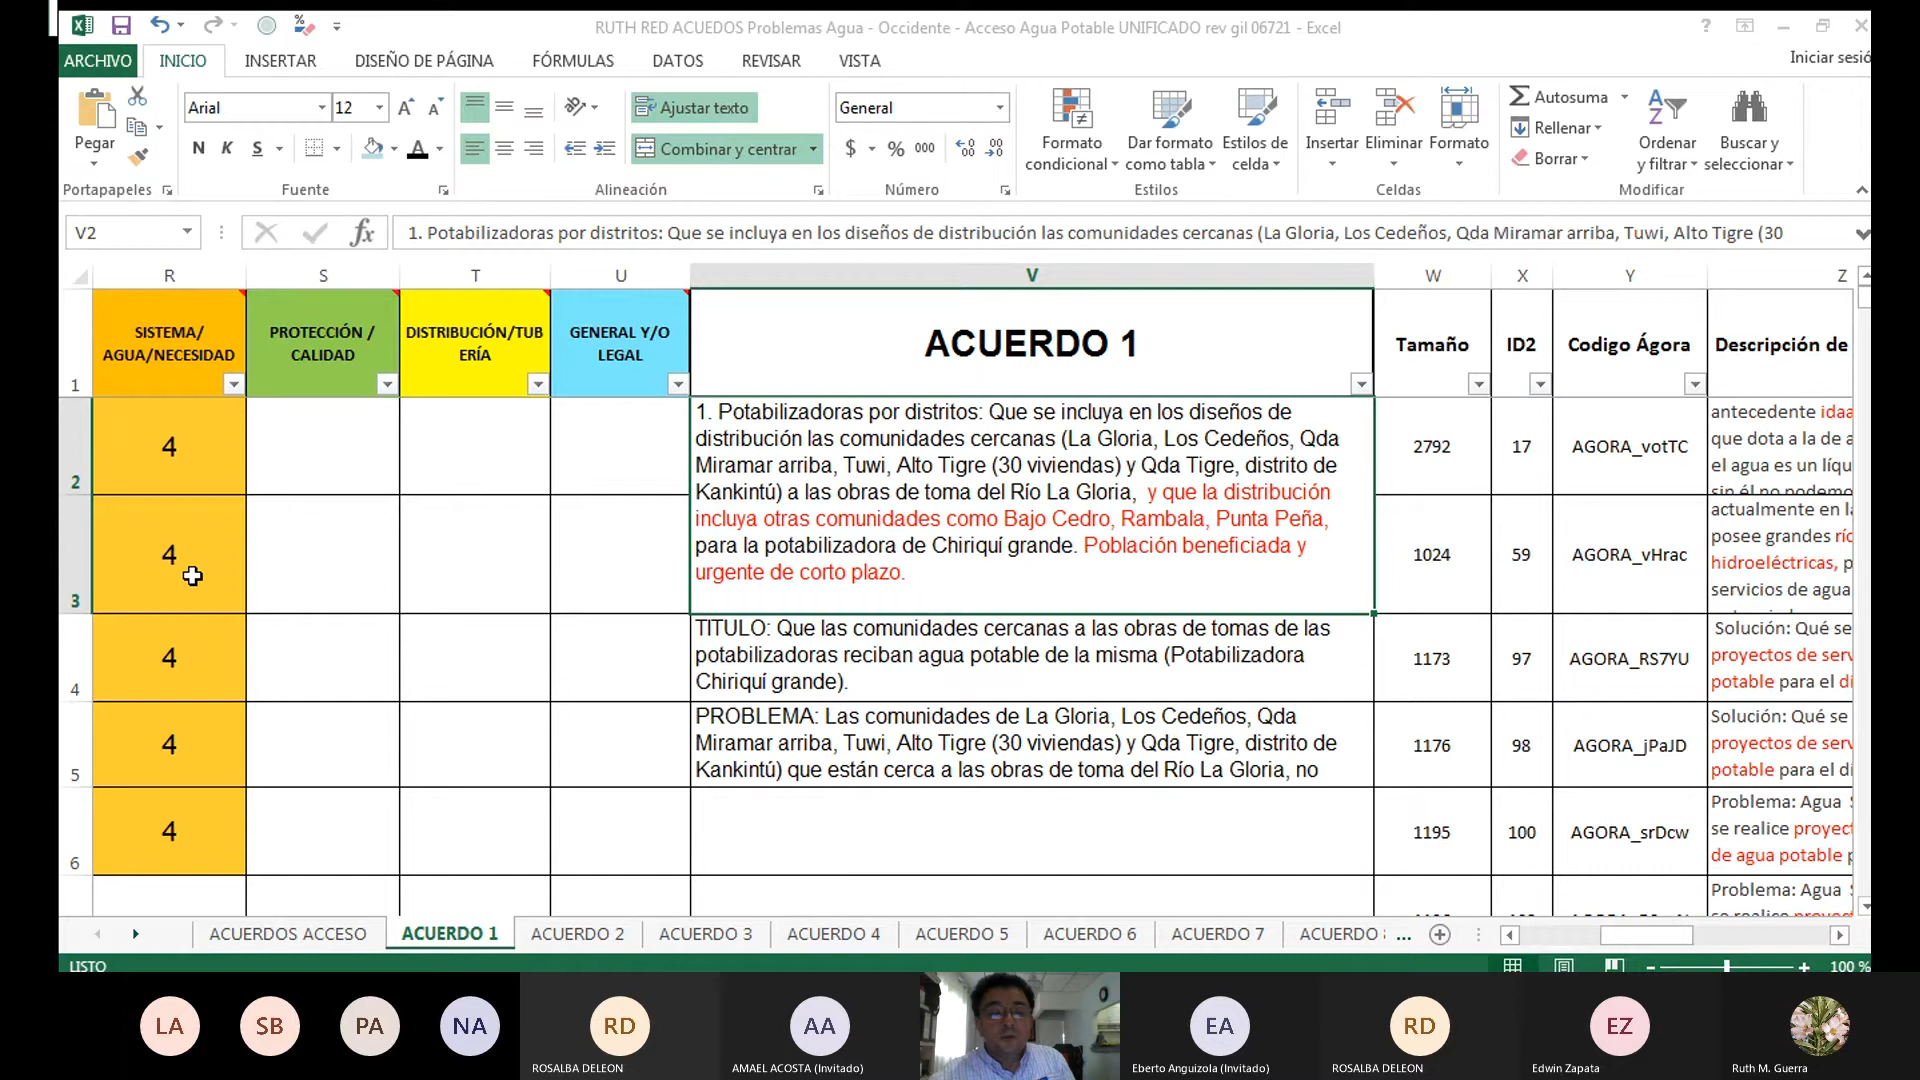 RUTH RED ACUEDOS Problemas Agua - Occidente - Acceso Agua Potable UNIFICADO rev gil 06721 - Excel
ARCHIVO INICIO INSERTAR DISEÑO DE PÁGINA FÓRMULAS DATOS REVISAR VISTA Iniciar sesió
Pegar
Arial 12
N K S
Ajustar texto
Combinar y centrar
General
$ % 000
Formato condicional
Dar formato como tabla
Estilos de celda
Insertar Eliminar Formato
Autosuma
Rellenar
Borrar
Ordenar y filtrar
Buscar y seleccionar
Portapapeles Fuente Alineación Número Estilos Celdas Modificar
V2 fx 1. Potabilizadoras por distritos: Que se incluya en los diseños de distribución las comunidades cercanas (La Gloria, Los Cedeños, Qda Miramar arriba, Tuwi, Alto Tigre (30
R S T U V W X Y Z
1
SISTEMA/
AGUA/NECESIDAD
PROTECCIÓN /
CALIDAD
DISTRIBUCIÓN/TUB
ERÍA
GENERAL Y/O
LEGAL
ACUERDO 1
Tamaño
ID2
Codigo Ágora
Descripción de
2
4
1. Potabilizadoras por distritos: Que se incluya en los diseños de
distribución las comunidades cercanas (La Gloria, Los Cedeños, Qda
Miramar arriba, Tuwi, Alto Tigre (30 viviendas) y Qda Tigre, distrito de
Kankintú) a las obras de toma del Río La Gloria, y que la distribución
incluya otras comunidades como Bajo Cedro, Rambala, Punta Peña,
para la potabilizadora de Chiriquí grande. Población beneficiada y
urgente de corto plazo.
2792 17 AGORA_votTC
antecedente idaa
que dota a la de a
el agua es un líqu
sin él no podemo
3
4
1024 59 AGORA_vHrac
actualmente en la
posee grandes río
hidroeléctricas, p
servicios de agua
4
4
TITULO: Que las comunidades cercanas a las obras de tomas de las
potabilizadoras reciban agua potable de la misma (Potabilizadora
Chiriquí grande).
1173 97 AGORA_RS7YU
Solución: Qué se
proyectos de serv
potable para el di
5
4
PROBLEMA: Las comunidades de La Gloria, Los Cedeños, Qda
Miramar arriba, Tuwi, Alto Tigre (30 viviendas) y Qda Tigre, distrito de
Kankintú) que están cerca a las obras de toma del Río La Gloria, no
1176 98 AGORA_jPaJD
Solución: Qué se
proyectos de serv
potable para el di
6
4
1195 100 AGORA_srDcw
Problema: Agua S
se realice proyect
de agua potable p
Problema: Agua S
ACUERDOS ACCESO ACUERDO 1 ACUERDO 2 ACUERDO 3 ACUERDO 4 ACUERDO 5 ACUERDO 6 ACUERDO 7 ACUERDO ...
LISTO 100 %
LA SB PA NA RD AA EA RD EZ
ROSALBA DELEON
AMAEL ACOSTA (Invitado)
Eberto Anguizola (Invitado)
ROSALBA DELEON
Edwin Zapata
Ruth M. Guerra